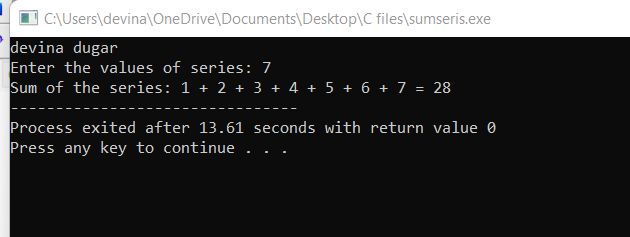 C:\Users\devina\OneDrive\Documents\Desktop\C files\sumseris.exe
devina dugar
Enter the values of series: 7
Sum of the series: 1 + 2 + 3 + 4 + 5 + 6 + 7 = 28
--------------------------------
Process exited after 13.61 seconds with return value 0
Press any key to continue . . .